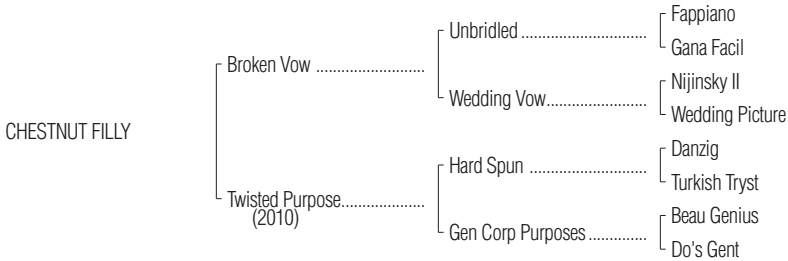 Fappiano
Unbridled ..............................
Gana Facil
Broken Vow ..........................
Nijinsky II
Wedding Vow........................
Wedding Picture
CHESTNUT FILLY
Danzig
Hard Spun ............................
Turkish Tryst
Twisted Purpose....................
(2010)
Beau Genius
Gen Corp Purposes ..............
Do's Gent